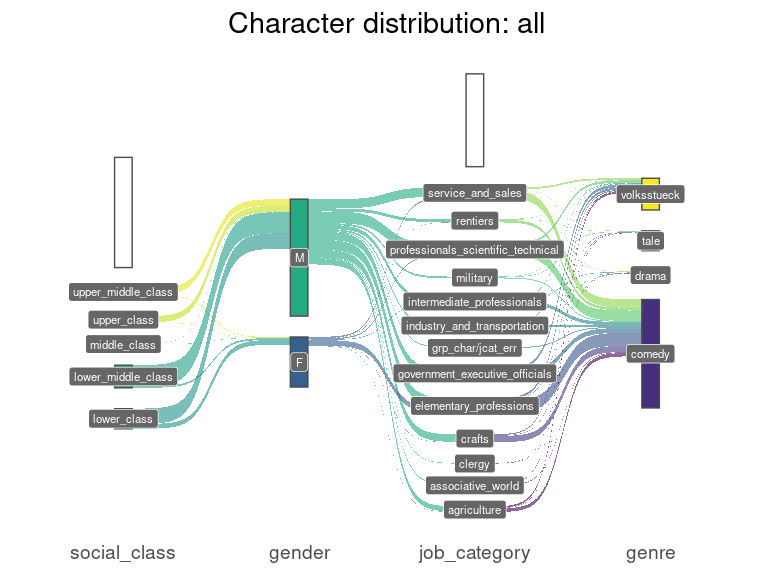 Character distribution: all
service_and_sales
volksstueck
rentiers
tale
professionals_scientific_technical
M
military
drama
upper_middle_class
intermediate_professionals
upper_class
industry_and_transportation
middle_class
grp_char/jcat_err
comedy
F
lower_middle_class
government_executive_officials
elementary_professions
lower_class
crafts
clergy
associative_world
agriculture
social_class
gender
job_category
genre